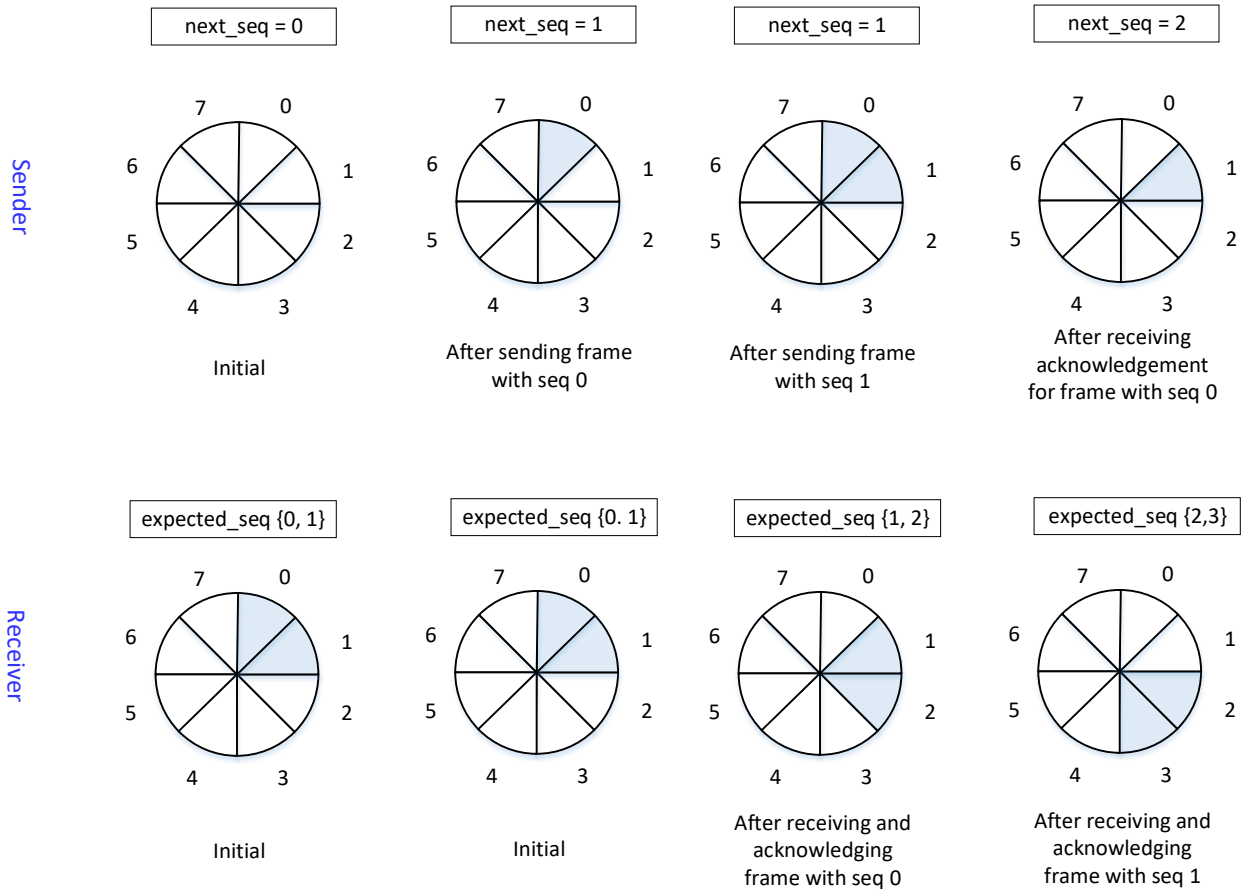 next_seq = 0
next_seq = 1
next_seq = 1
next_seq = 2
Sender
7 0
6 1
5 2
4 3
7 0
6 1
5 2
4 3
7 0
6 1
5 2
4 3
7 0
6 1
5 2
4 3
Initial
After sending frame
with seq 0
After sending frame
with seq 1
After receiving
acknowledgement
for frame with seq 0
expected_seq {0, 1}
expected_seq {0. 1}
expected_seq {1, 2}
expected_seq {2,3}
Receiver
7 0
6 1
5 2
4 3
7 0
6 1
5 2
4 3
7 0
6 1
5 2
4 3
7 0
6 1
5 2
4 3
Initial
Initial
After receiving and
acknowledging
frame with seq 0
After receiving and
acknowledging
frame with seq 1